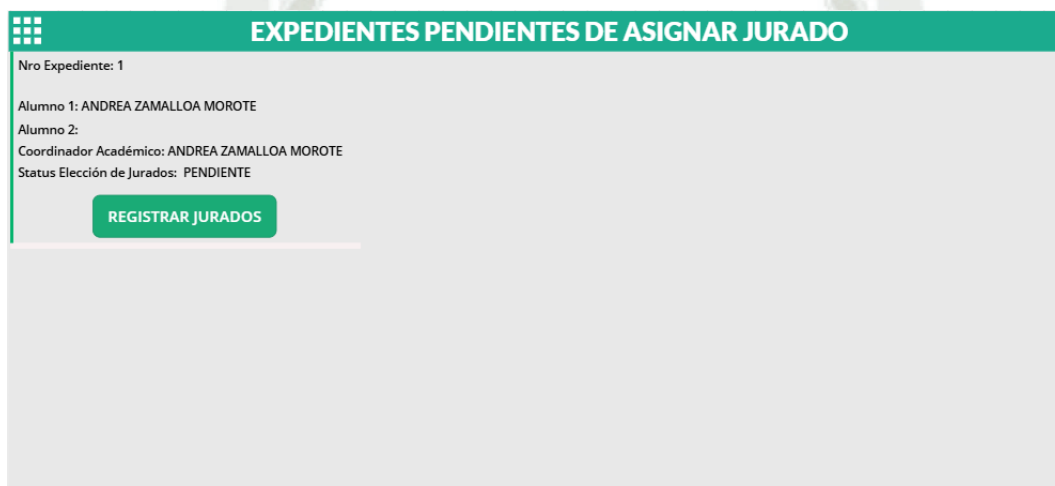 EXPEDIENTES PENDIENTES DE ASIGNAR JURADO
Nro Expediente: 1
Alumno 1: ANDREA ZAMALLOA MOROTE
Alumno 2:
Coordinador Académico: ANDREA ZAMALLOA MOROTE
Status Elección de Jurados: PENDIENTE
REGISTRAR JURADOS